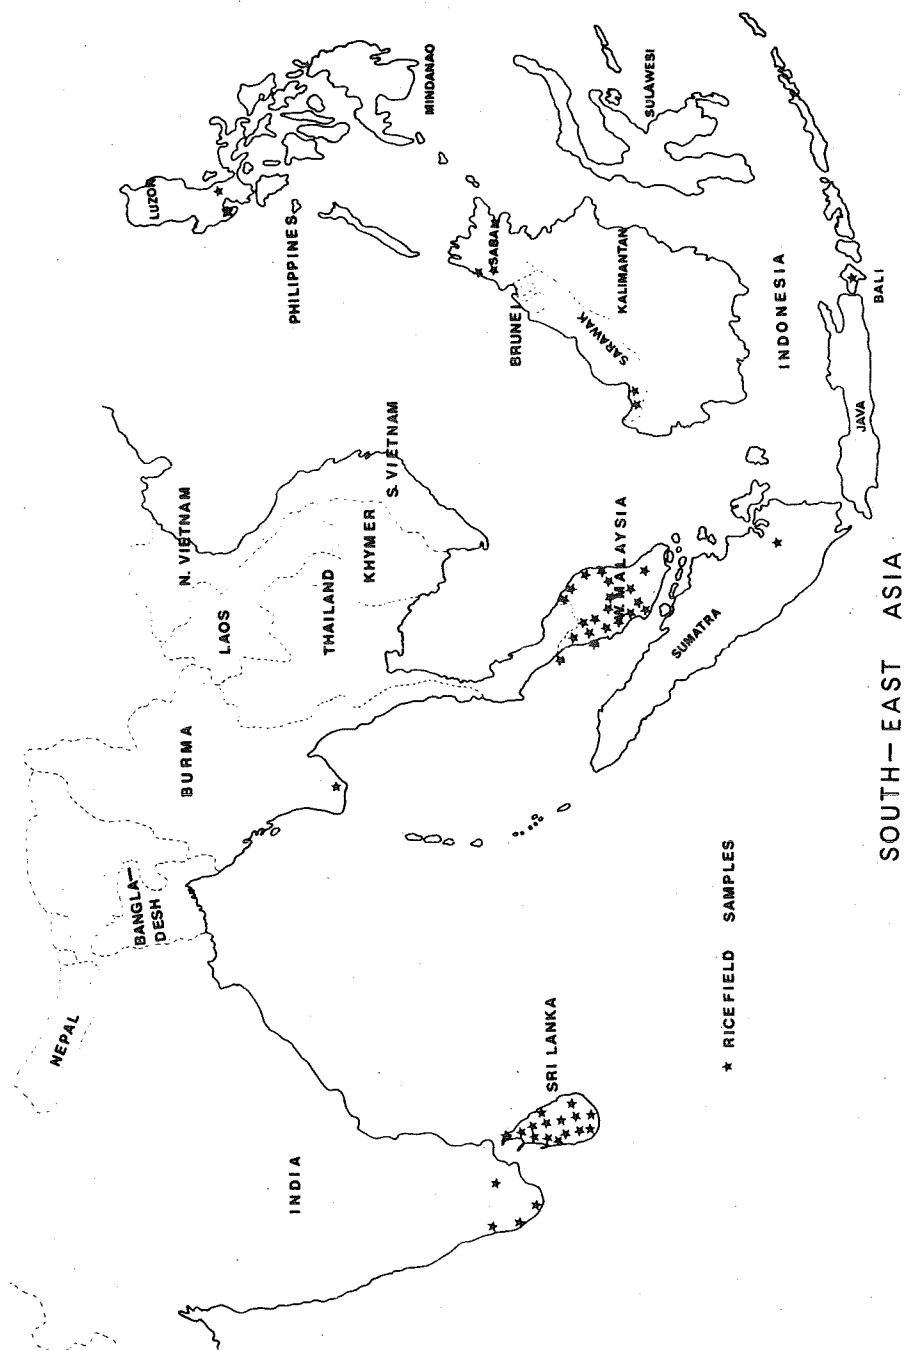 NEPAL
BANGLA—
DESH
BURMA
N. VIETNAM
LAOS
THAILAND
KHYMER
S. VIETNAM
LUZON
PHILIPPINES
MINDANAO
INDIA
SRI LANKA
W. MALAYSIA
BRUNEI
SABAH
SARAWAK
KALIMANTAN
SULAWESI
SUMATRA
INDONESIA
JAVA
BALI
★ RICEFIELD SAMPLES
SOUTH—EAST ASIA